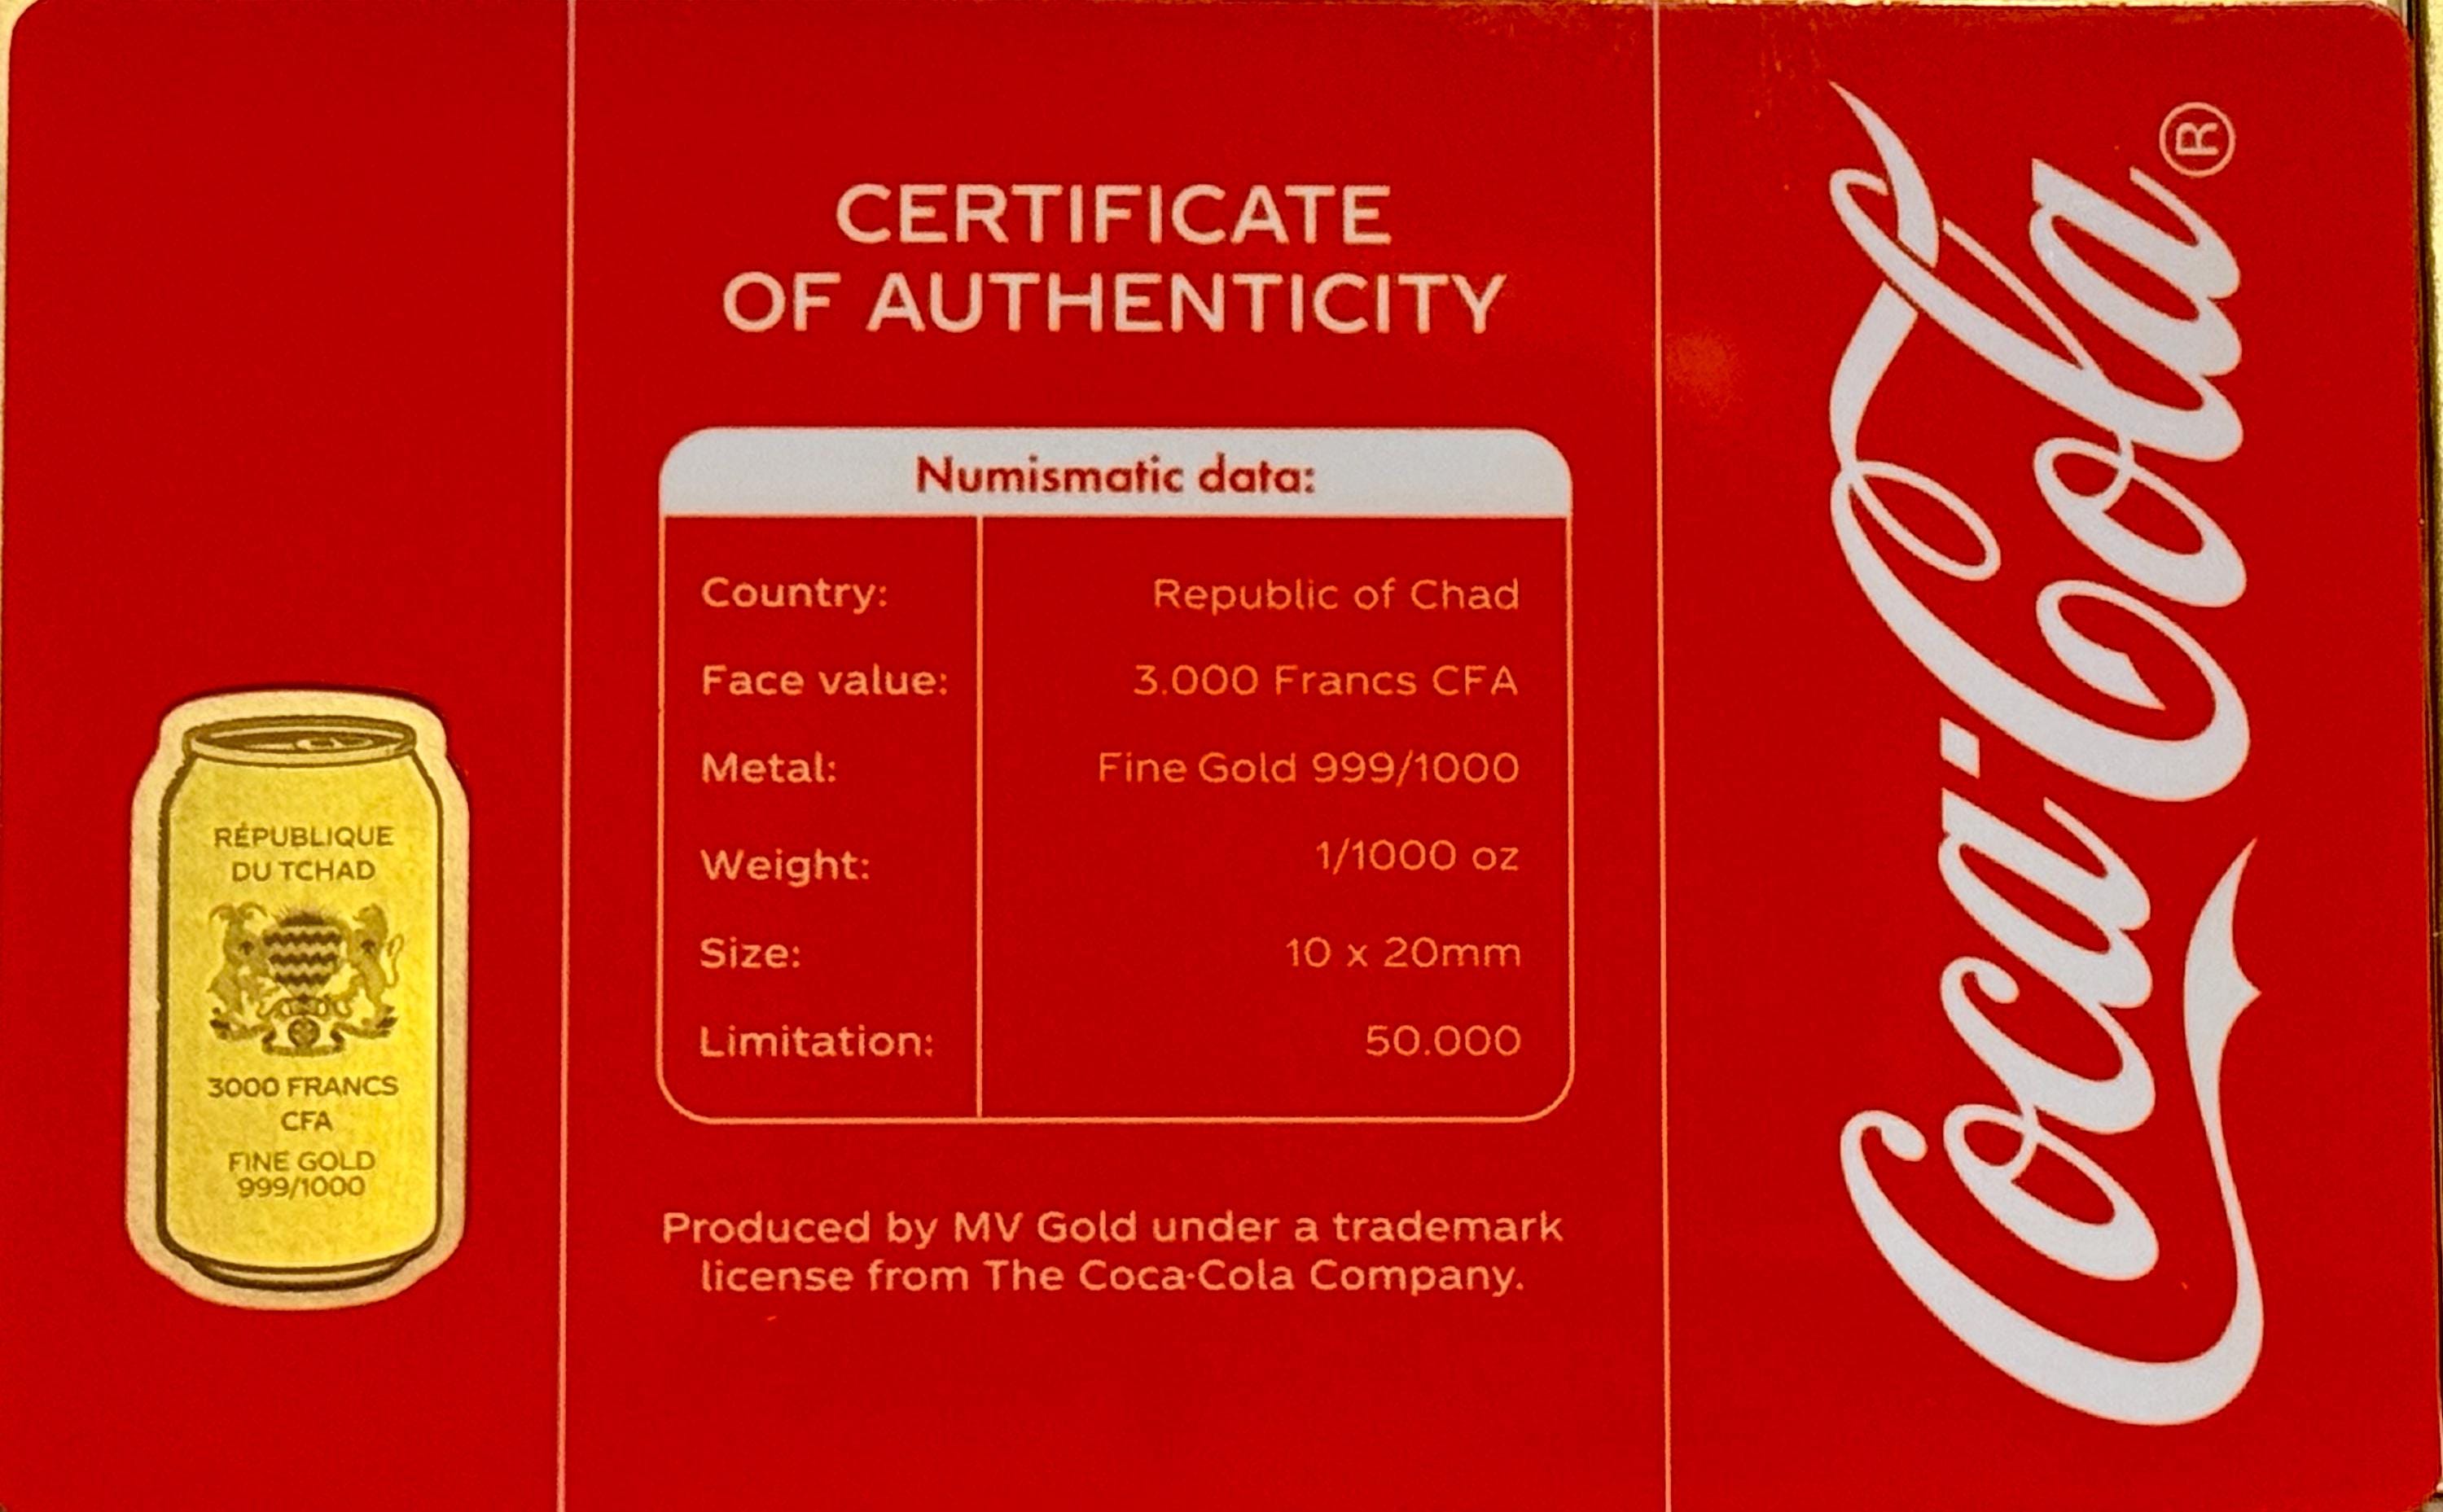 RÉPUBLIQUE
DU TCHAD
3000 FRANCS
CFA
FINE GOLD
999/1000
CERTIFICATE
OF AUTHENTICITY
Numismatic data:
Country: Republic of Chad
Face value: 3.000 Francs CFA
Metal: Fine Gold 999/1000
Weight: 1/1000 oz
Size: 10 x 20mm
Limitation: 50.000
Produced by MV Gold under a trademark
license from The Coca-Cola Company.
Coca-Cola®